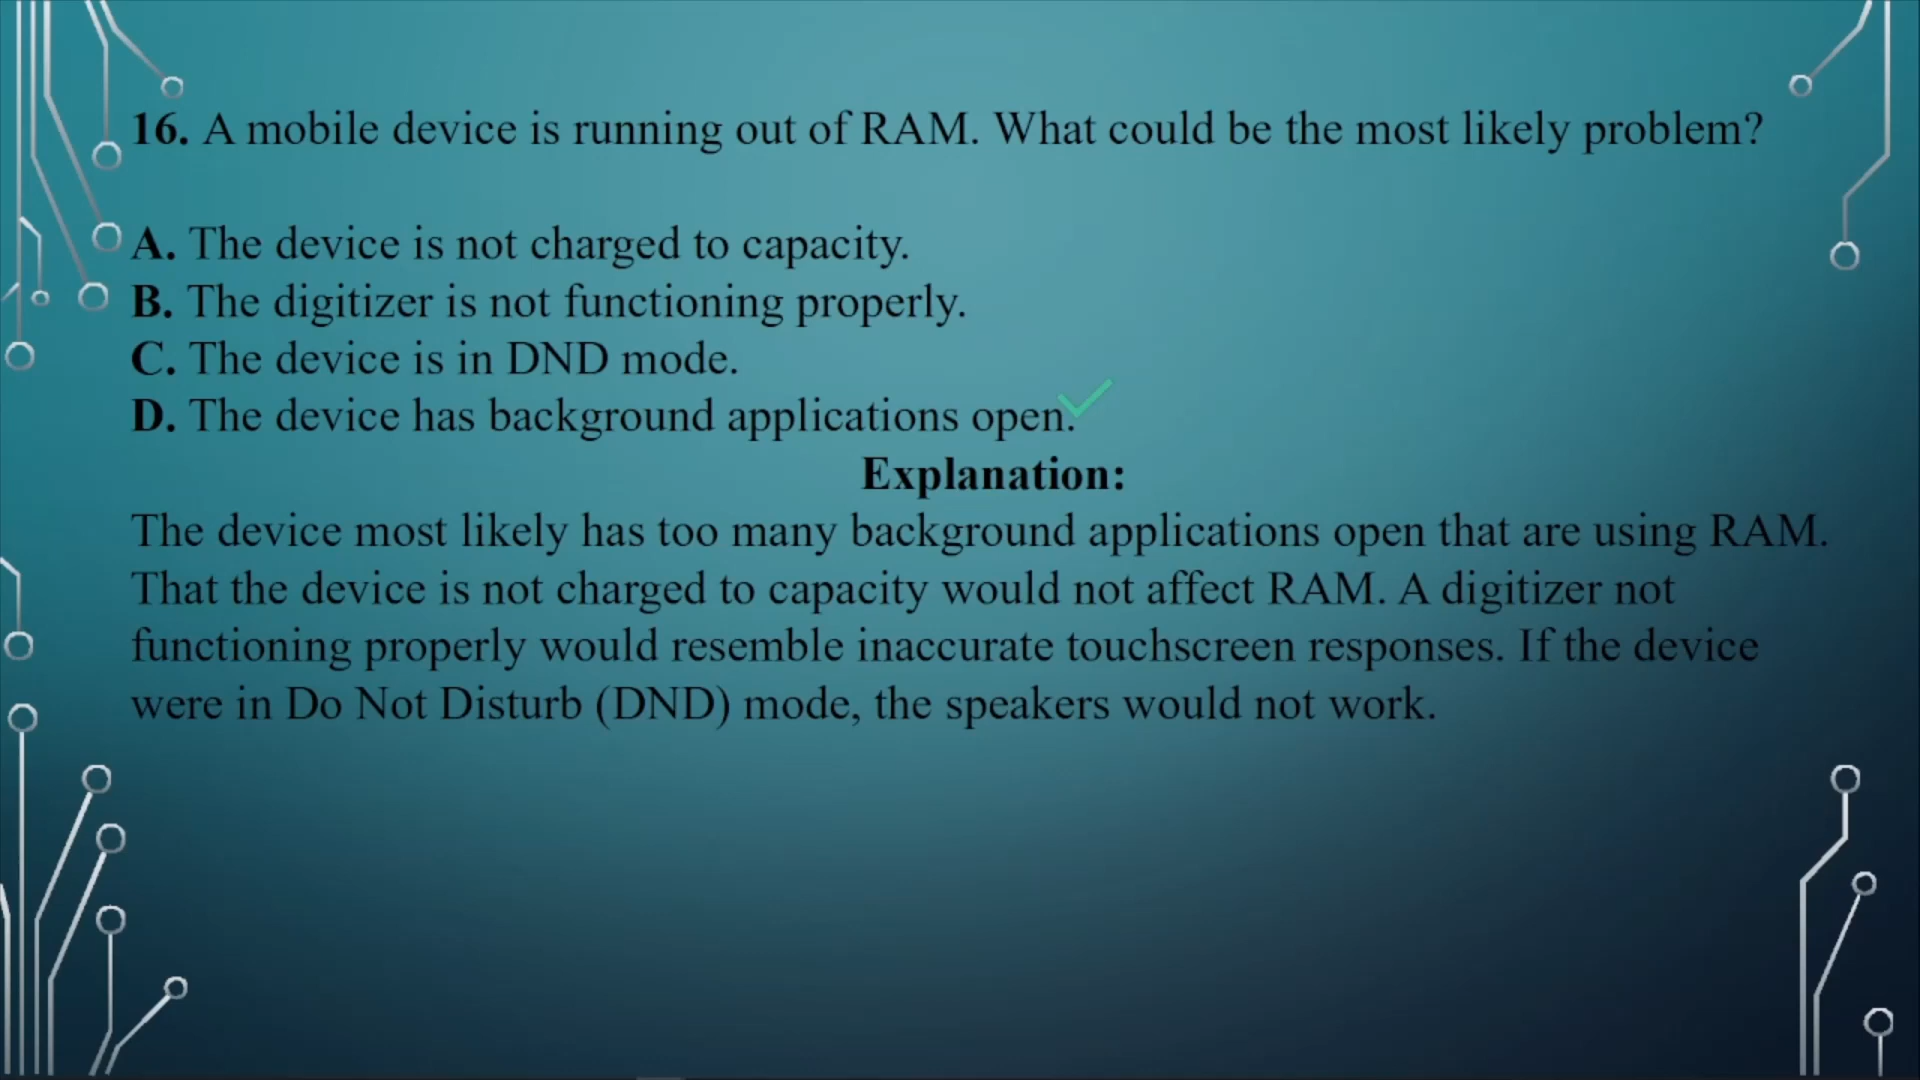 16. A mobile device is running out of RAM. What could be the most likely problem?
A. The device is not charged to capacity.
B. The digitizer is not functioning properly.
C. The device is in DND mode.
D. The device has background applications open.
Explanation:
The device most likely has too many background applications open that are using RAM.
That the device is not charged to capacity would not affect RAM. A digitizer not
functioning properly would resemble inaccurate touchscreen responses. If the device
were in Do Not Disturb (DND) mode, the speakers would not work.